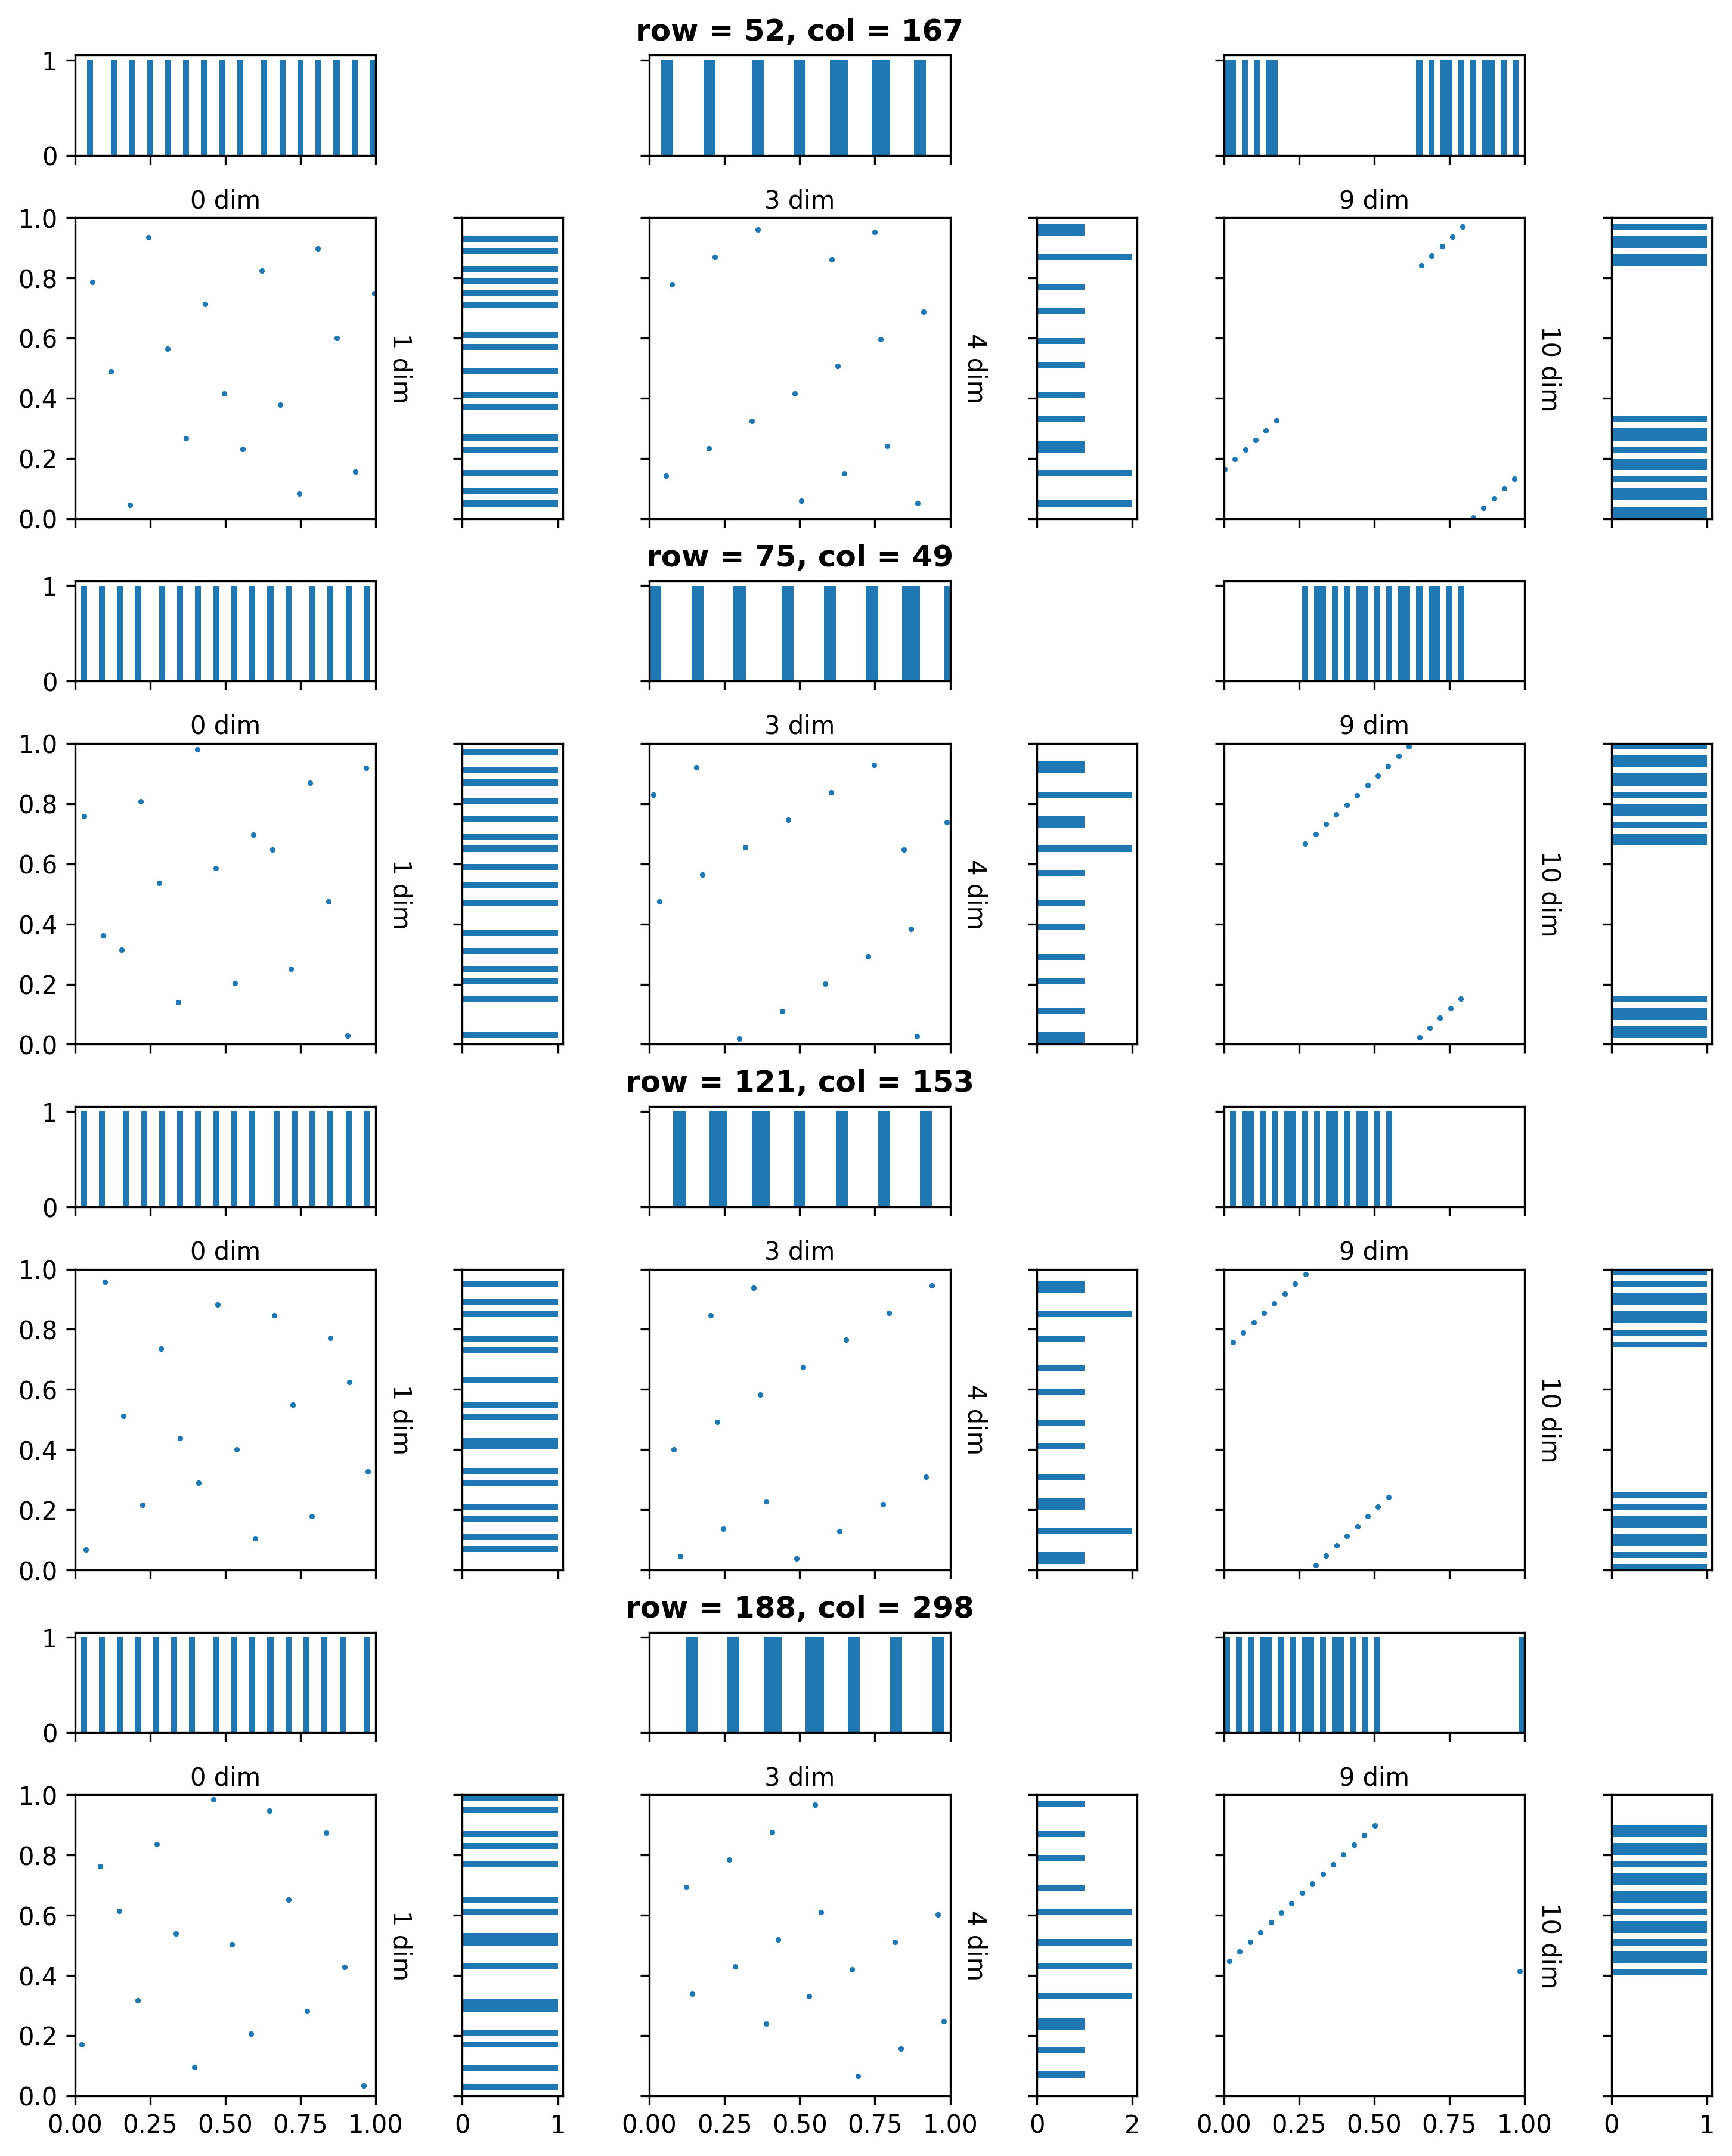 row = 52, col = 167
1
0
0 dim
3 dim
9 dim
1.0
0.8
0.6
0.4
0.2
0.0
1 dim
4 dim
10 dim
row = 75, col = 49
1
0
0 dim
3 dim
9 dim
1.0
0.8
0.6
0.4
0.2
0.0
1 dim
4 dim
10 dim
row = 121, col = 153
1
0
0 dim
3 dim
9 dim
1.0
0.8
0.6
0.4
0.2
0.0
1 dim
4 dim
10 dim
row = 188, col = 298
1
0
0 dim
3 dim
9 dim
1.0
0.8
0.6
0.4
0.2
0.0
1 dim
4 dim
10 dim
0.00 0.25 0.50 0.75 1.00 0 1 0.00 0.25 0.50 0.75 1.00 0 2 0.00 0.25 0.50 0.75 1.00 0 1